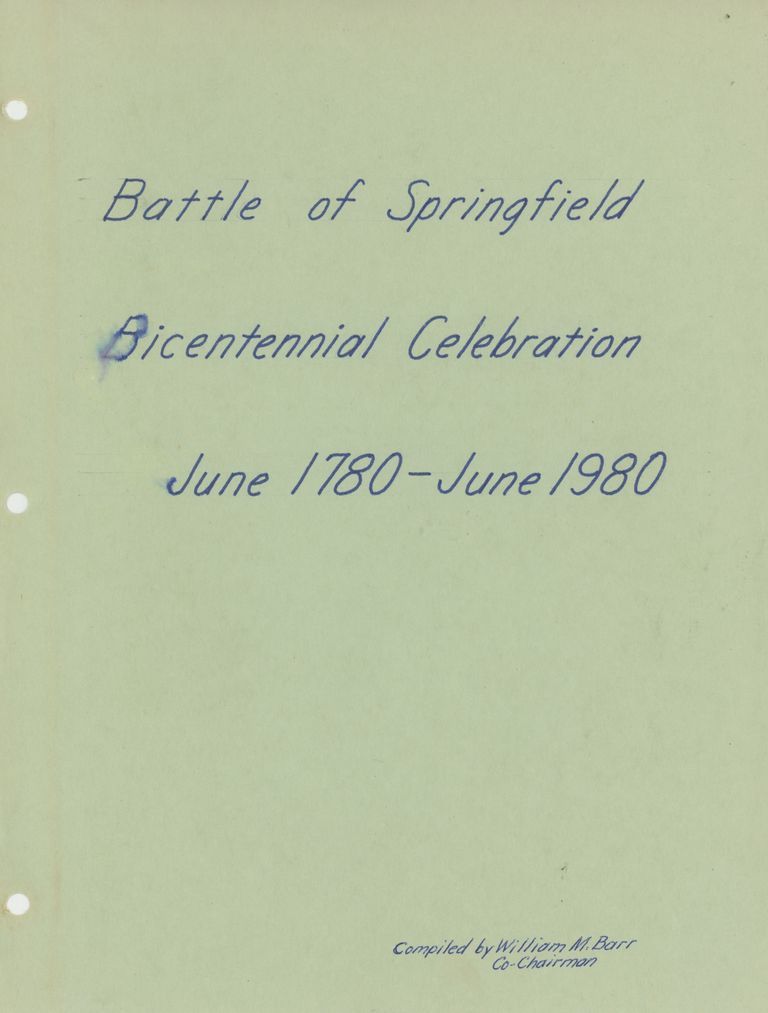 Battle of Springfield
Bicentennial Celebration
June 1780-June 1980
Compiled by William M. Barr
Co-Chairman